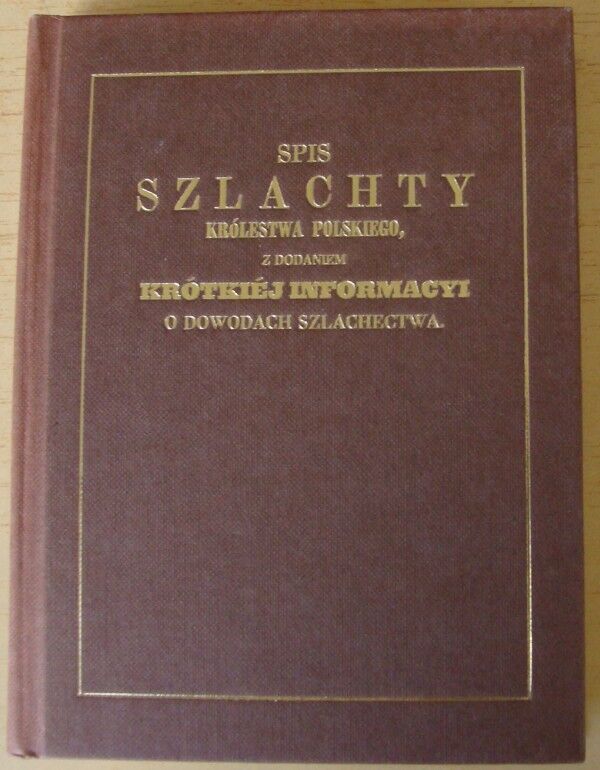 SPIS
SZLACHTY
KRÓLESTWA POLSKIEGO,
Z DODANIEM
KRÓTKIÉJ INFORMACYI
O DOWODACH SZLACHECTWA.